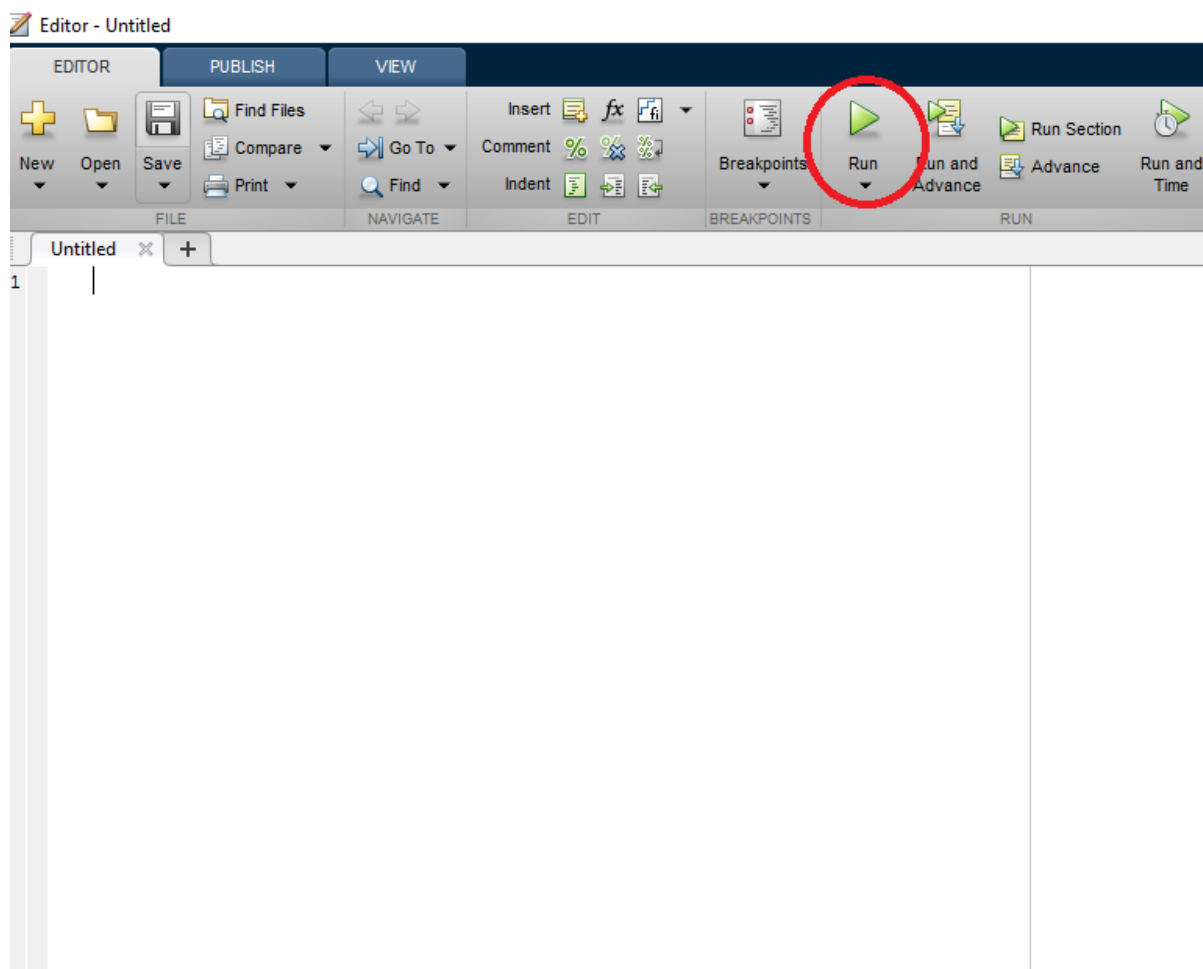 Editor - Untitled
EDITOR PUBLISH VIEW
New Open Save Find Files Compare Print Go To Find Insert fx fi Comment Indent Breakpoints Run Run and Advance Run Section Advance Run and Time
FILE NAVIGATE EDIT BREAKPOINTS RUN
Untitled
1